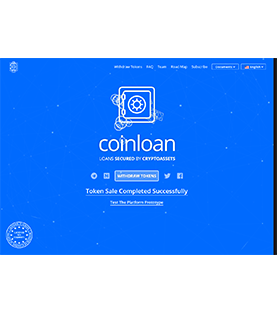 Withdraw Tokens FAQ Team Road Map Subscribe Documents English
coinloan
LOANS SECURED BY CRYPTOASSETS
WITHDRAW TOKENS
Token Sale Completed Successfully
Test The Platform Prototype